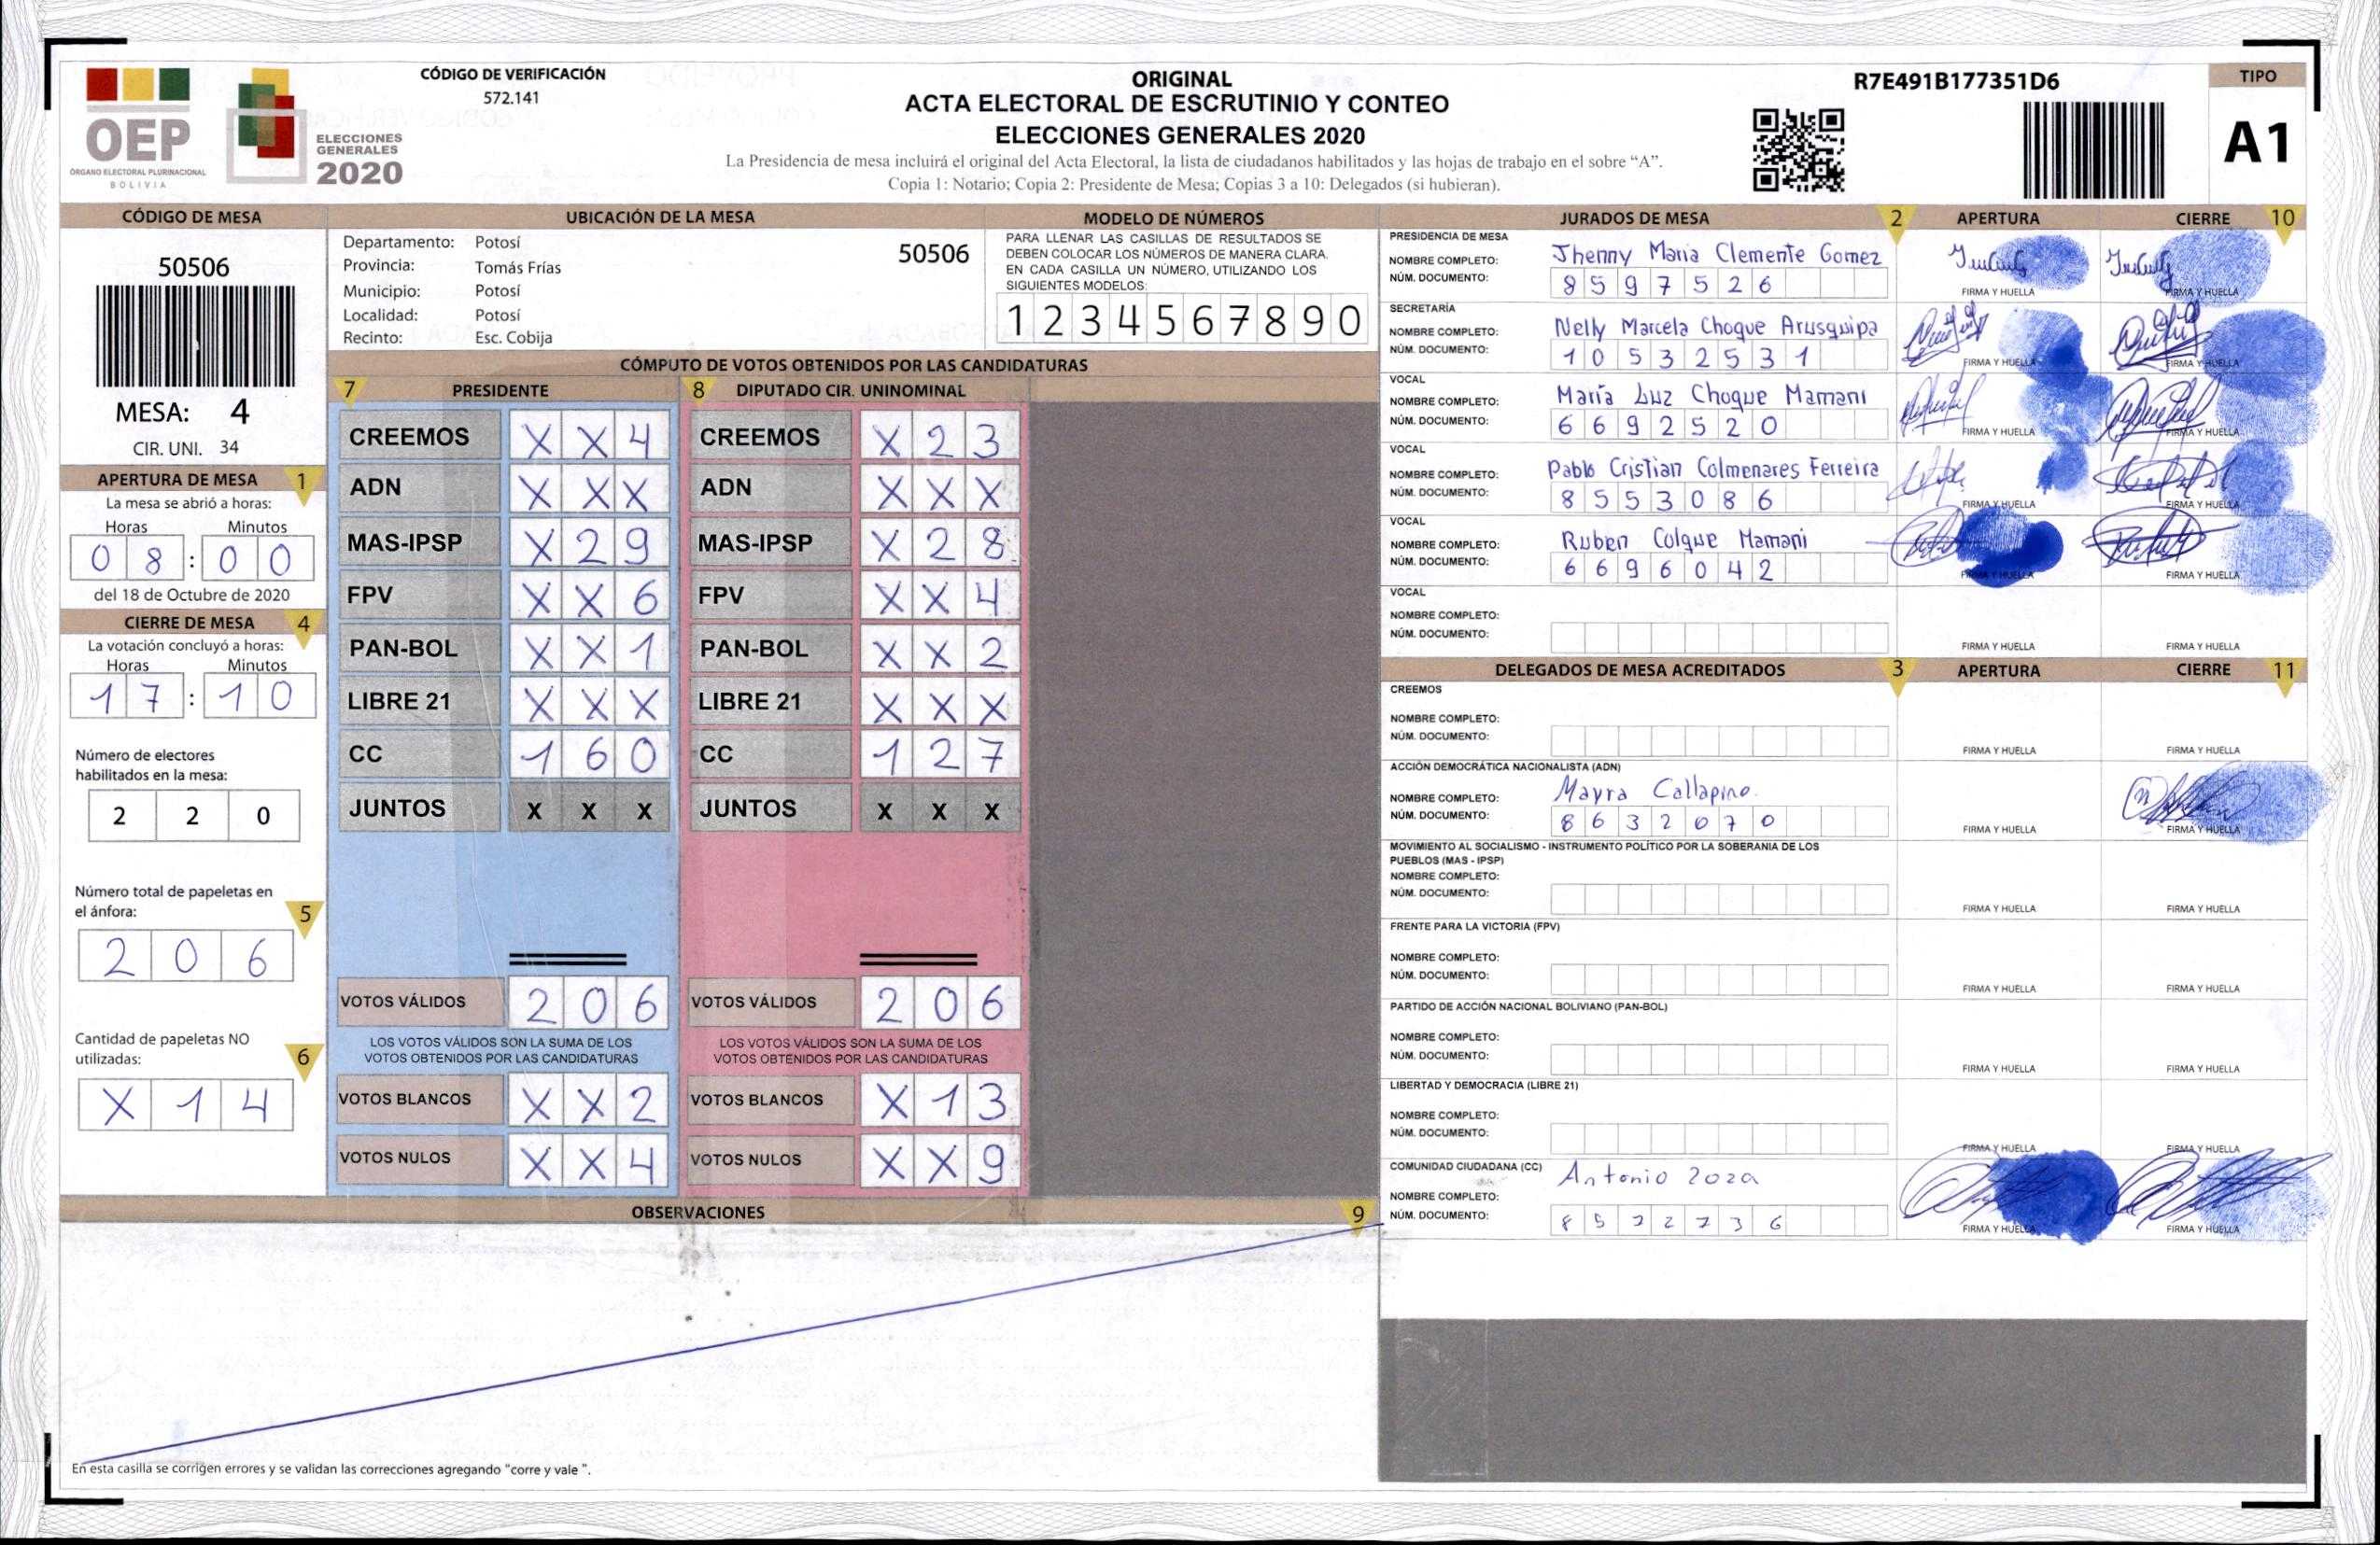 OEP
ÓRGANO ELECTORAL PLURINACIONAL
BOLIVIA
ELECCIONES
GENERALES
2020
CÓDIGO DE VERIFICACIÓN
572.141
ORIGINAL
ACTA ELECTORAL DE ESCRUTINIO Y CONTEO
ELECCIONES GENERALES 2020
La Presidencia de mesa incluirá el original del Acta Electoral, la lista de ciudadanos habilitados y las hojas de trabajo en el sobre “A”.
Copia 1: Notario; Copia 2: Presidente de Mesa; Copias 3 a 10: Delegados (si hubieran).
R7E491B177351D6
TIPO
A1
CÓDIGO DE MESA
50506
MESA: 4
CIR. UNI. 34
APERTURA DE MESA 1
La mesa se abrió a horas:
Horas Minutos
0 8 : 0 0
del 18 de Octubre de 2020
CIERRE DE MESA 4
La votación concluyó a horas:
Horas Minutos
1 7 : 1 0
Número de electores
habilitados en la mesa:
2 2 0
Número total de papeletas en
el ánfora: 5
2 0 6
Cantidad de papeletas NO
utilizadas: 6
X 1 4
UBICACIÓN DE LA MESA
Departamento: Potosí 50506
Provincia: Tomás Frías
Municipio: Potosí
Localidad: Potosí
Recinto: Esc. Cobija
MODELO DE NÚMEROS
PARA LLENAR LAS CASILLAS DE RESULTADOS SE
DEBEN COLOCAR LOS NÚMEROS DE MANERA CLARA.
EN CADA CASILLA UN NÚMERO, UTILIZANDO LOS
SIGUIENTES MODELOS:
1 2 3 4 5 6 7 8 9 0
CÓMPUTO DE VOTOS OBTENIDOS POR LAS CANDIDATURAS
7 PRESIDENTE
CREEMOS X X 4
ADN X X X
MAS-IPSP X 2 9
FPV X X 6
PAN-BOL X X 1
LIBRE 21 X X X
CC 1 6 0
JUNTOS X X X
VOTOS VÁLIDOS 2 0 6
LOS VOTOS VÁLIDOS SON LA SUMA DE LOS
VOTOS OBTENIDOS POR LAS CANDIDATURAS
VOTOS BLANCOS X X 2
VOTOS NULOS X X 4
8 DIPUTADO CIR. UNINOMINAL
CREEMOS X 2 3
ADN X X X
MAS-IPSP X 2 8
FPV X X 4
PAN-BOL X X 2
LIBRE 21 X X X
CC 1 2 7
JUNTOS X X X
VOTOS VÁLIDOS 2 0 6
LOS VOTOS VÁLIDOS SON LA SUMA DE LOS
VOTOS OBTENIDOS POR LAS CANDIDATURAS
VOTOS BLANCOS X 1 3
VOTOS NULOS X X 9
OBSERVACIONES 9
En esta casilla se corrigen errores y se validan las correcciones agregando “corre y vale ”.
JURADOS DE MESA 2 APERTURA CIERRE 10
PRESIDENCIA DE MESA
NOMBRE COMPLETO: Jhenny Maria Clemente Gomez
NÚM. DOCUMENTO: 8 5 9 7 5 2 6
FIRMA Y HUELLA FIRMA Y HUELLA
SECRETARÍA
NOMBRE COMPLETO: Nelly Marcela Choque Arusquipa
NÚM. DOCUMENTO: 1 0 5 3 2 5 3 1
FIRMA Y HUELLA FIRMA Y HUELLA
VOCAL
NOMBRE COMPLETO: María Luz Choque Mamani
NÚM. DOCUMENTO: 6 6 9 2 5 2 0
FIRMA Y HUELLA FIRMA Y HUELLA
VOCAL
NOMBRE COMPLETO: Pablo Cristian Colmenares Ferreira
NÚM. DOCUMENTO: 8 5 5 3 0 8 6
FIRMA Y HUELLA FIRMA Y HUELLA
VOCAL
NOMBRE COMPLETO: Ruben Colque Mamani
NÚM. DOCUMENTO: 6 6 9 6 0 4 2
FIRMA Y HUELLA FIRMA Y HUELLA
VOCAL
NOMBRE COMPLETO:
NÚM. DOCUMENTO:
FIRMA Y HUELLA FIRMA Y HUELLA
DELEGADOS DE MESA ACREDITADOS 3 APERTURA CIERRE 11
CREEMOS
NOMBRE COMPLETO:
NÚM. DOCUMENTO:
FIRMA Y HUELLA FIRMA Y HUELLA
ACCIÓN DEMOCRÁTICA NACIONALISTA (ADN)
NOMBRE COMPLETO: Mayra Callapino.
NÚM. DOCUMENTO: 8 6 3 2 0 7 0
FIRMA Y HUELLA FIRMA Y HUELLA
MOVIMIENTO AL SOCIALISMO - INSTRUMENTO POLÍTICO POR LA SOBERANIA DE LOS
PUEBLOS (MAS - IPSP)
NOMBRE COMPLETO:
NÚM. DOCUMENTO:
FIRMA Y HUELLA FIRMA Y HUELLA
FRENTE PARA LA VICTORIA (FPV)
NOMBRE COMPLETO:
NÚM. DOCUMENTO:
FIRMA Y HUELLA FIRMA Y HUELLA
PARTIDO DE ACCIÓN NACIONAL BOLIVIANO (PAN-BOL)
NOMBRE COMPLETO:
NÚM. DOCUMENTO:
FIRMA Y HUELLA FIRMA Y HUELLA
LIBERTAD Y DEMOCRACIA (LIBRE 21)
NOMBRE COMPLETO:
NÚM. DOCUMENTO:
FIRMA Y HUELLA FIRMA Y HUELLA
COMUNIDAD CIUDADANA (CC) Antonio Zoza
NOMBRE COMPLETO:
NÚM. DOCUMENTO: 8 5 2 2 7 3 6
FIRMA Y HUELLA FIRMA Y HUELLA